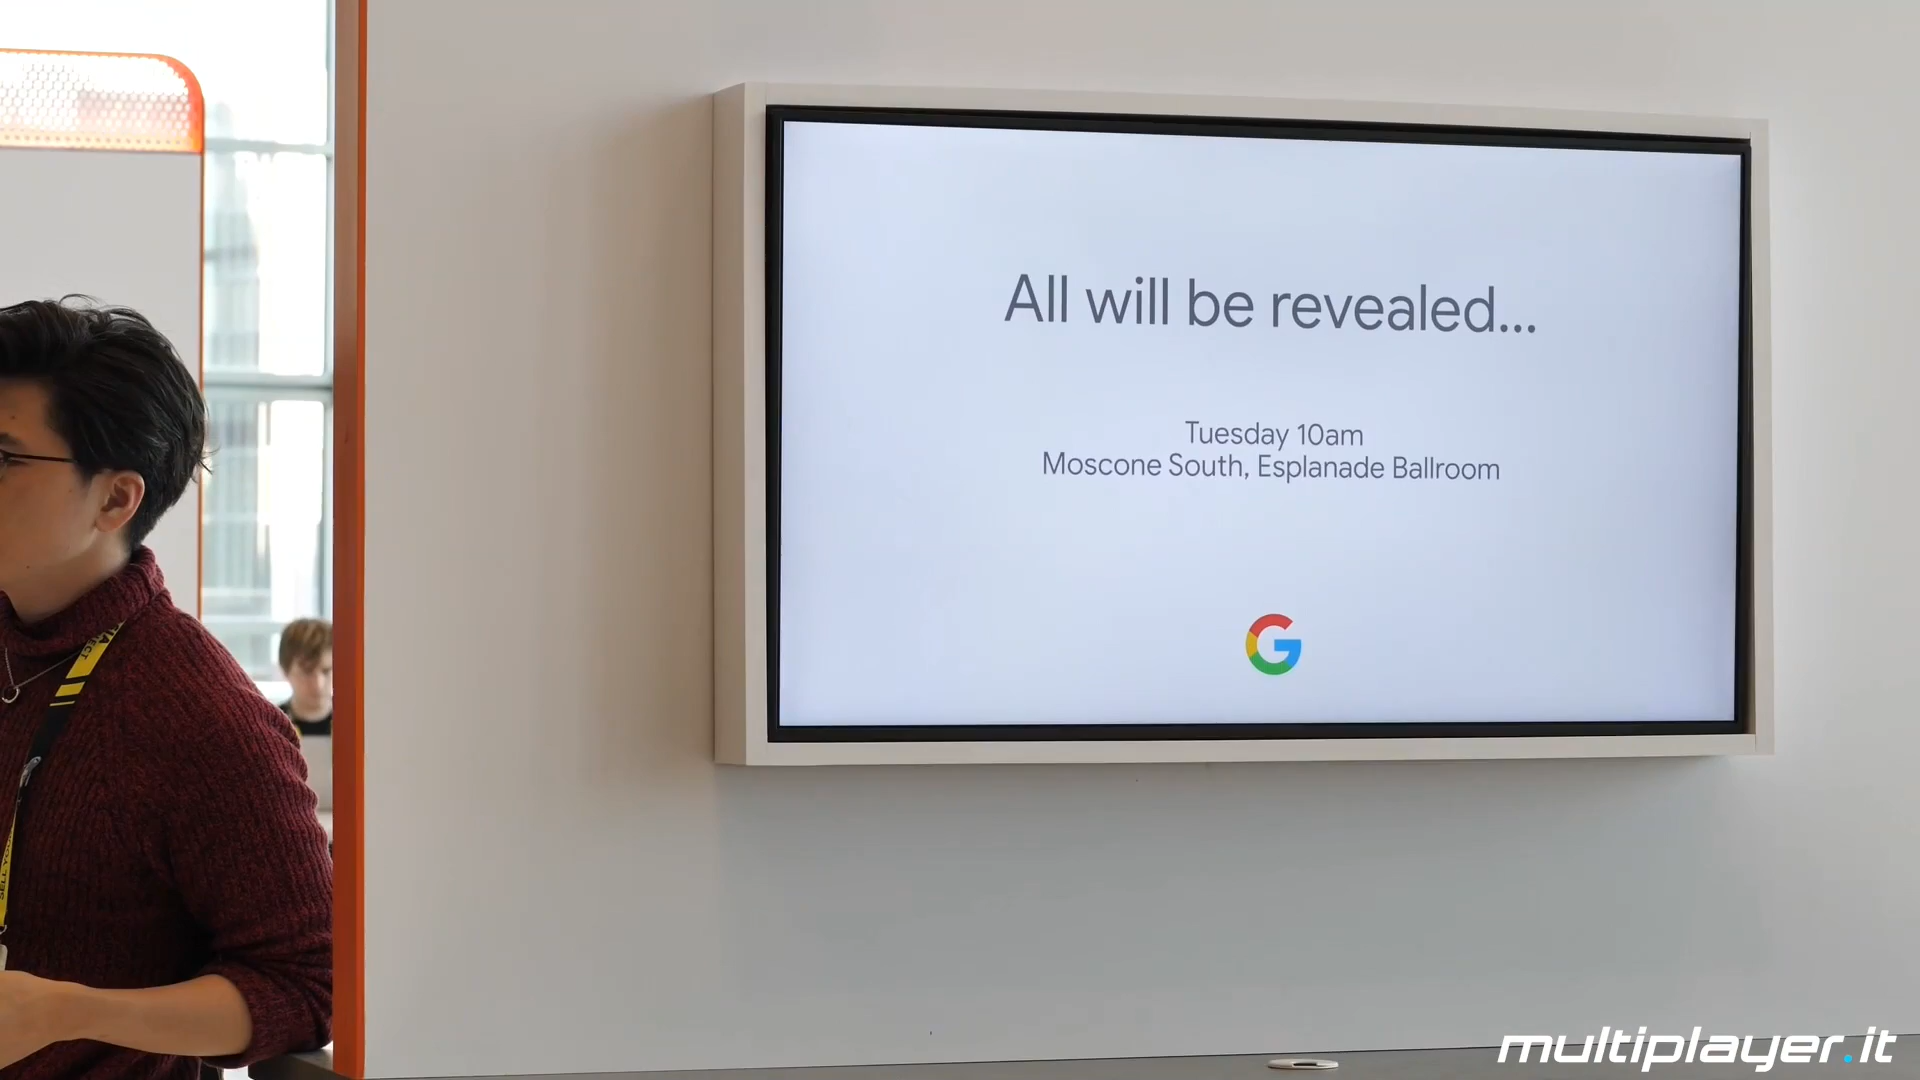 All will be revealed...
Tuesday 10am
Moscone South, Esplanade Ballroom
G
multiplayer.it